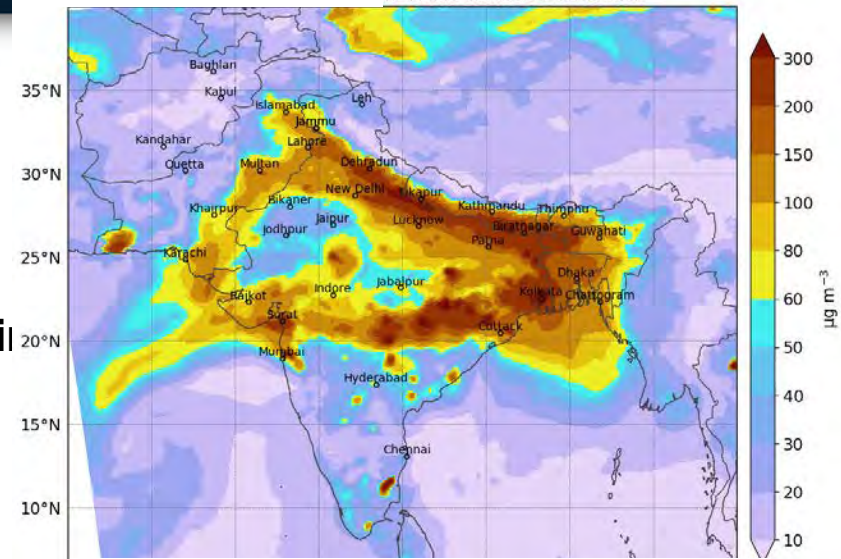 35°N
30°N
25°N
20°N
15°N
10°N
Baghlan
Kabul
Leh
Islamabad
Jammu
Lahore
Kandahar
Quetta
Multan
Dehradun
New Delhi
Tikapur
Khairpur
Bikaner
Kathmandu
Thimphu
Jaipur
Lucknow
Biratnagar
Jodhpur
Patna
Guwahati
Karachi
Dhaka
Rajkot
Indore
Jabalpur
Kolkata
Chattogram
Surat
Cottack
Mumbai
Hyderabad
Chennai
300
200
150
100
80
60
50
40
30
20
10
µg m⁻³